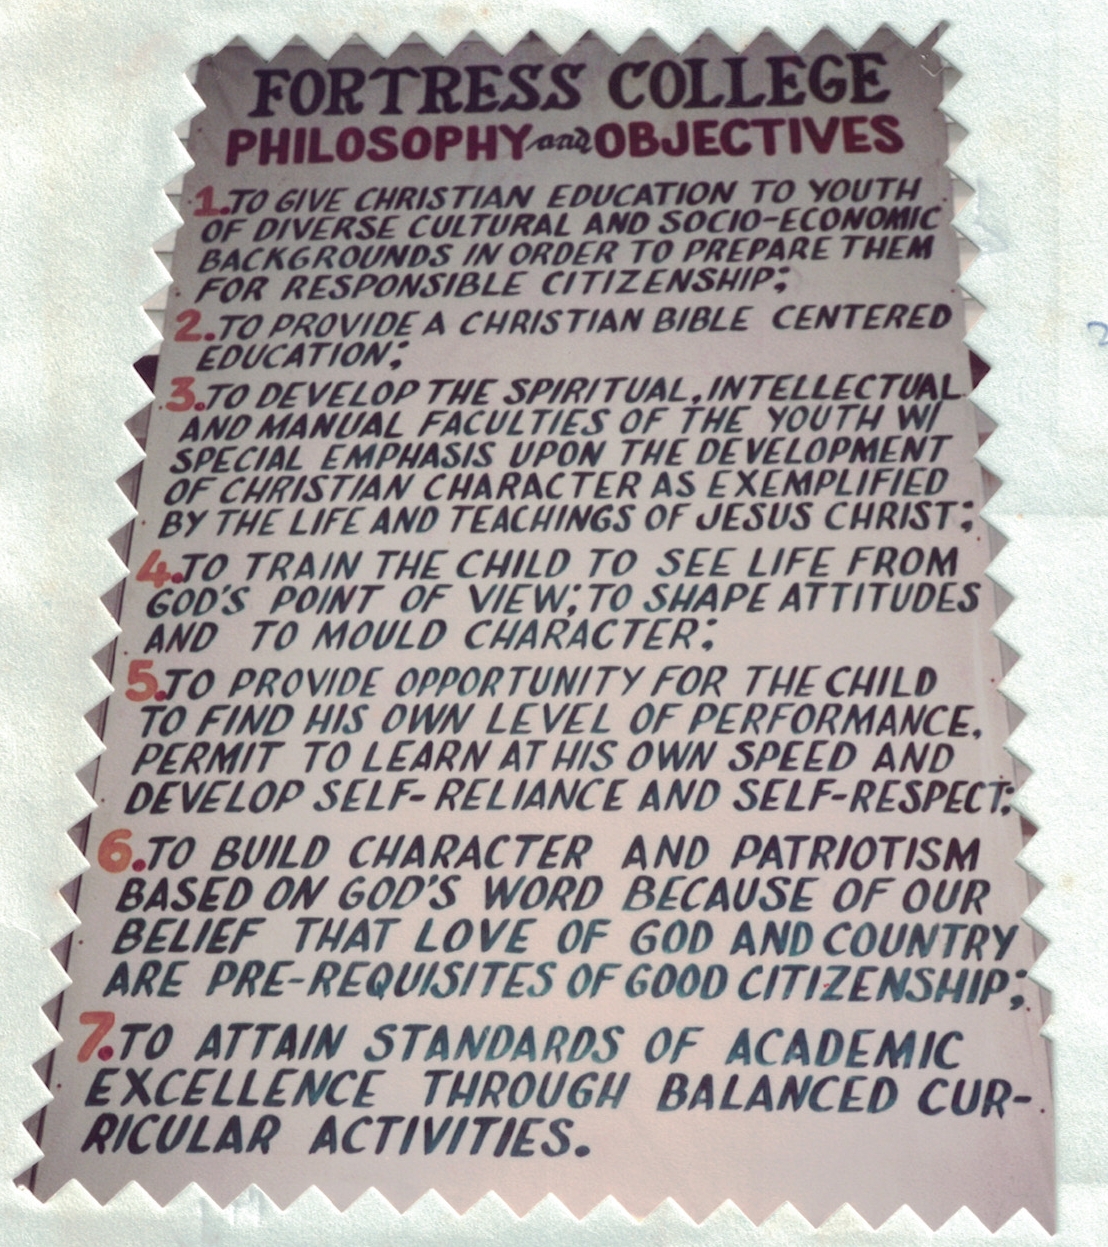 FORTRESS COLLEGE
PHILOSOPHY and OBJECTIVES
1. TO GIVE CHRISTIAN EDUCATION TO YOUTH
OF DIVERSE CULTURAL AND SOCIO-ECONOMIC
BACKGROUNDS IN ORDER TO PREPARE THEM
FOR RESPONSIBLE CITIZENSHIP;
2. TO PROVIDE A CHRISTIAN BIBLE CENTERED
EDUCATION;
3. TO DEVELOP THE SPIRITUAL, INTELLECTUAL
AND MANUAL FACULTIES OF THE YOUTH W/
SPECIAL EMPHASIS UPON THE DEVELOPMENT
OF CHRISTIAN CHARACTER AS EXEMPLIFIED
BY THE LIFE AND TEACHINGS OF JESUS CHRIST;
4. TO TRAIN THE CHILD TO SEE LIFE FROM
GOD'S POINT OF VIEW; TO SHAPE ATTITUDES
AND TO MOULD CHARACTER;
5. TO PROVIDE OPPORTUNITY FOR THE CHILD
TO FIND HIS OWN LEVEL OF PERFORMANCE,
PERMIT TO LEARN AT HIS OWN SPEED AND
DEVELOP SELF-RELIANCE AND SELF-RESPECT;
6. TO BUILD CHARACTER AND PATRIOTISM
BASED ON GOD'S WORD BECAUSE OF OUR
BELIEF THAT LOVE OF GOD AND COUNTRY
ARE PRE-REQUISITES OF GOOD CITIZENSHIP;
7. TO ATTAIN STANDARDS OF ACADEMIC
EXCELLENCE THROUGH BALANCED CUR-
RICULAR ACTIVITIES.